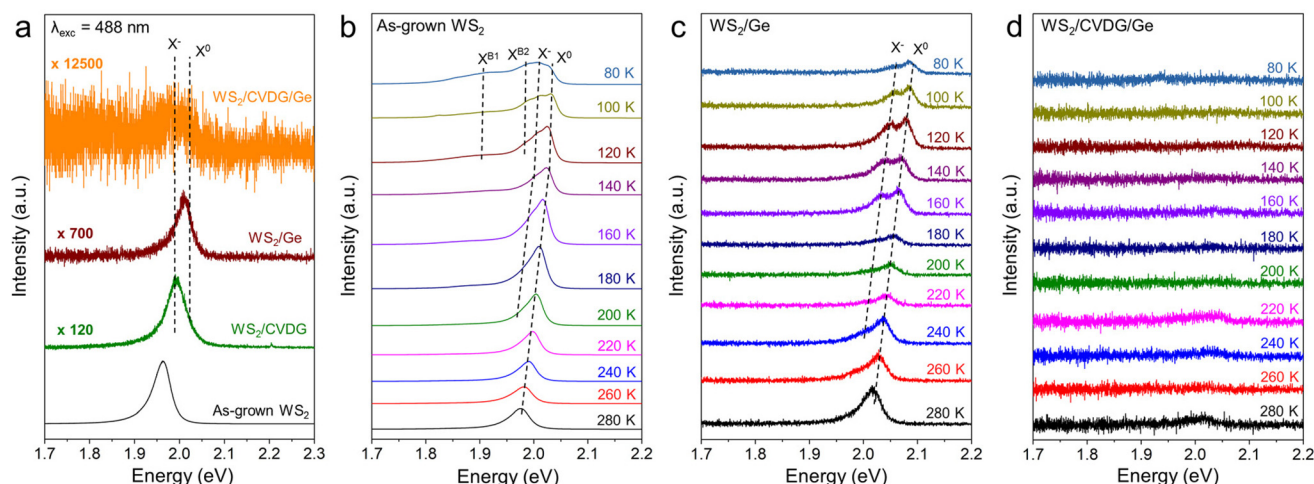 a
λexc = 488 nm
X-
X0
x 12500
WS2/CVDG/Ge
x 700
WS2/Ge
x 120
WS2/CVDG
As-grown WS2
Intensity (a.u.)
1.7 1.8 1.9 2.0 2.1 2.2 2.3
Energy (eV)
b
As-grown WS2
XB1 XB2 X- X0
80 K
100 K
120 K
140 K
160 K
180 K
200 K
220 K
240 K
260 K
280 K
Intensity (a.u.)
1.7 1.8 1.9 2.0 2.1 2.2
Energy (eV)
c
WS2/Ge
X- X0
80 K
100 K
120 K
140 K
160 K
180 K
200 K
220 K
240 K
260 K
280 K
Intensity (a.u.)
1.7 1.8 1.9 2.0 2.1 2.2
Energy (eV)
d
WS2/CVDG/Ge
80 K
100 K
120 K
140 K
160 K
180 K
200 K
220 K
240 K
260 K
280 K
Intensity (a.u.)
1.7 1.8 1.9 2.0 2.1 2.2
Energy (eV)